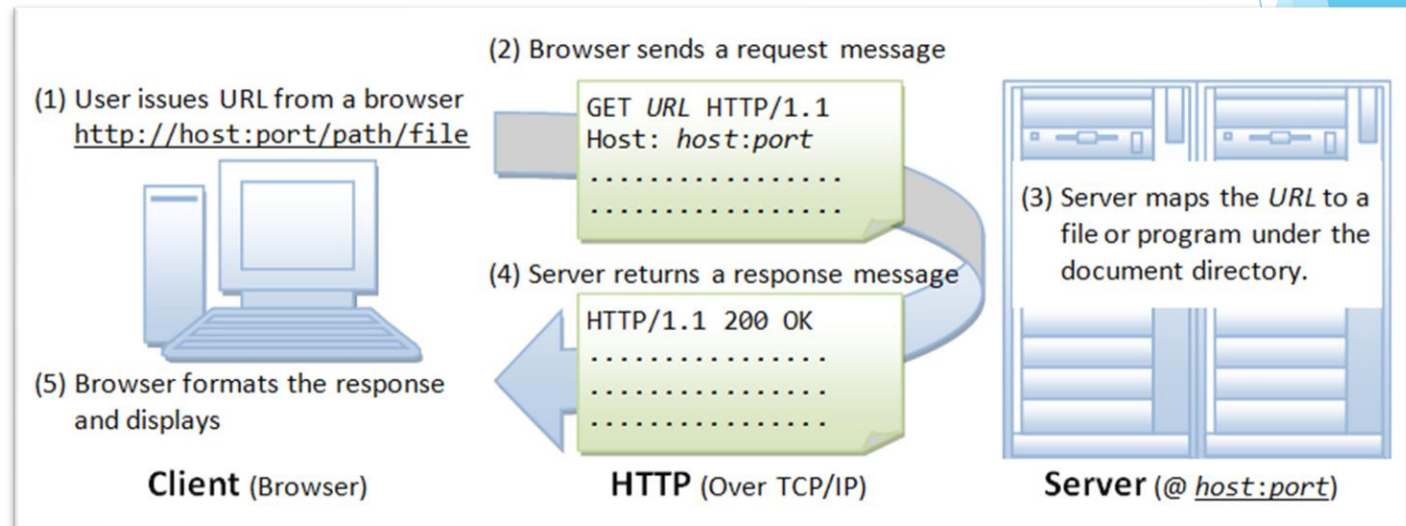 (1) User issues URL from a browser
http://host:port/path/file
(2) Browser sends a request message
GET URL HTTP/1.1
Host: host:port
.................
.................
(3) Server maps the URL to a
file or program under the
document directory.
(4) Server returns a response message
HTTP/1.1 200 OK
................
................
................
(5) Browser formats the response
and displays
Client (Browser)
HTTP (Over TCP/IP)
Server (@ host:port)